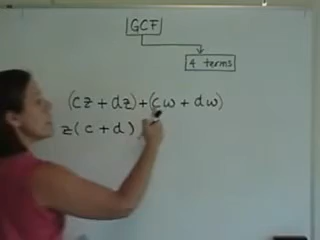 GCF
4 terms
(cz + dz) + (cw + dw)
z(c + d)